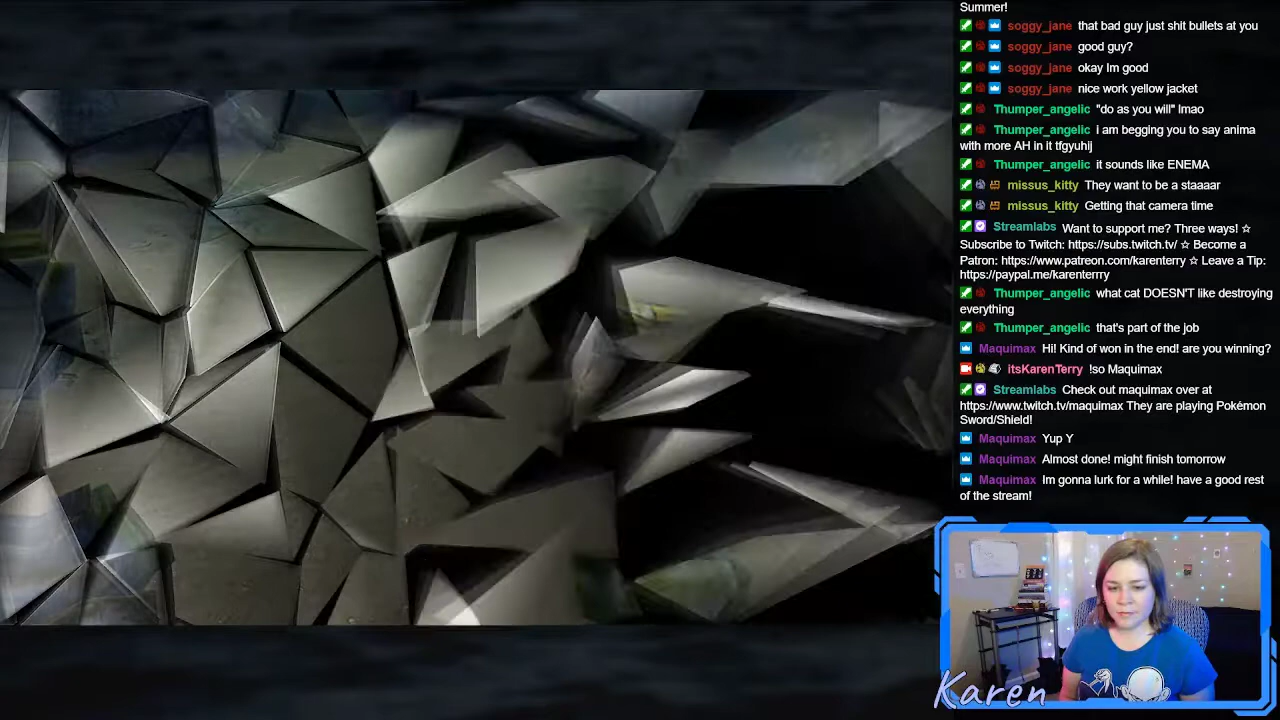 Summer!
soggy_jane that bad guy just shit bullets at you
soggy_jane good guy?
soggy_jane okay Im good
soggy_jane nice work yellow jacket
Thumper_angelic "do as you will" lmao
Thumper_angelic i am begging you to say anima
with more AH in it tfgyuhij
Thumper_angelic it sounds like ENEMA
missus_kitty They want to be a staaaar
missus_kitty Getting that camera time
Streamlabs Want to support me? Three ways! ☆
Subscribe to Twitch: https://subs.twitch.tv/ ☆ Become a
Patron: https://www.patreon.com/karenterry ☆ Leave a Tip:
https://paypal.me/karenterrry
Thumper_angelic what cat DOESN'T like destroying
everything
Thumper_angelic that's part of the job
Maquimax Hi! Kind of won in the end! are you winning?
itsKarenTerry !so Maquimax
Streamlabs Check out maquimax over at
https://www.twitch.tv/maquimax They are playing Pokémon
Sword/Shield!
Maquimax Yup Y
Maquimax Almost done! might finish tomorrow
Maquimax Im gonna lurk for a while! have a good rest
of the stream!
Karen